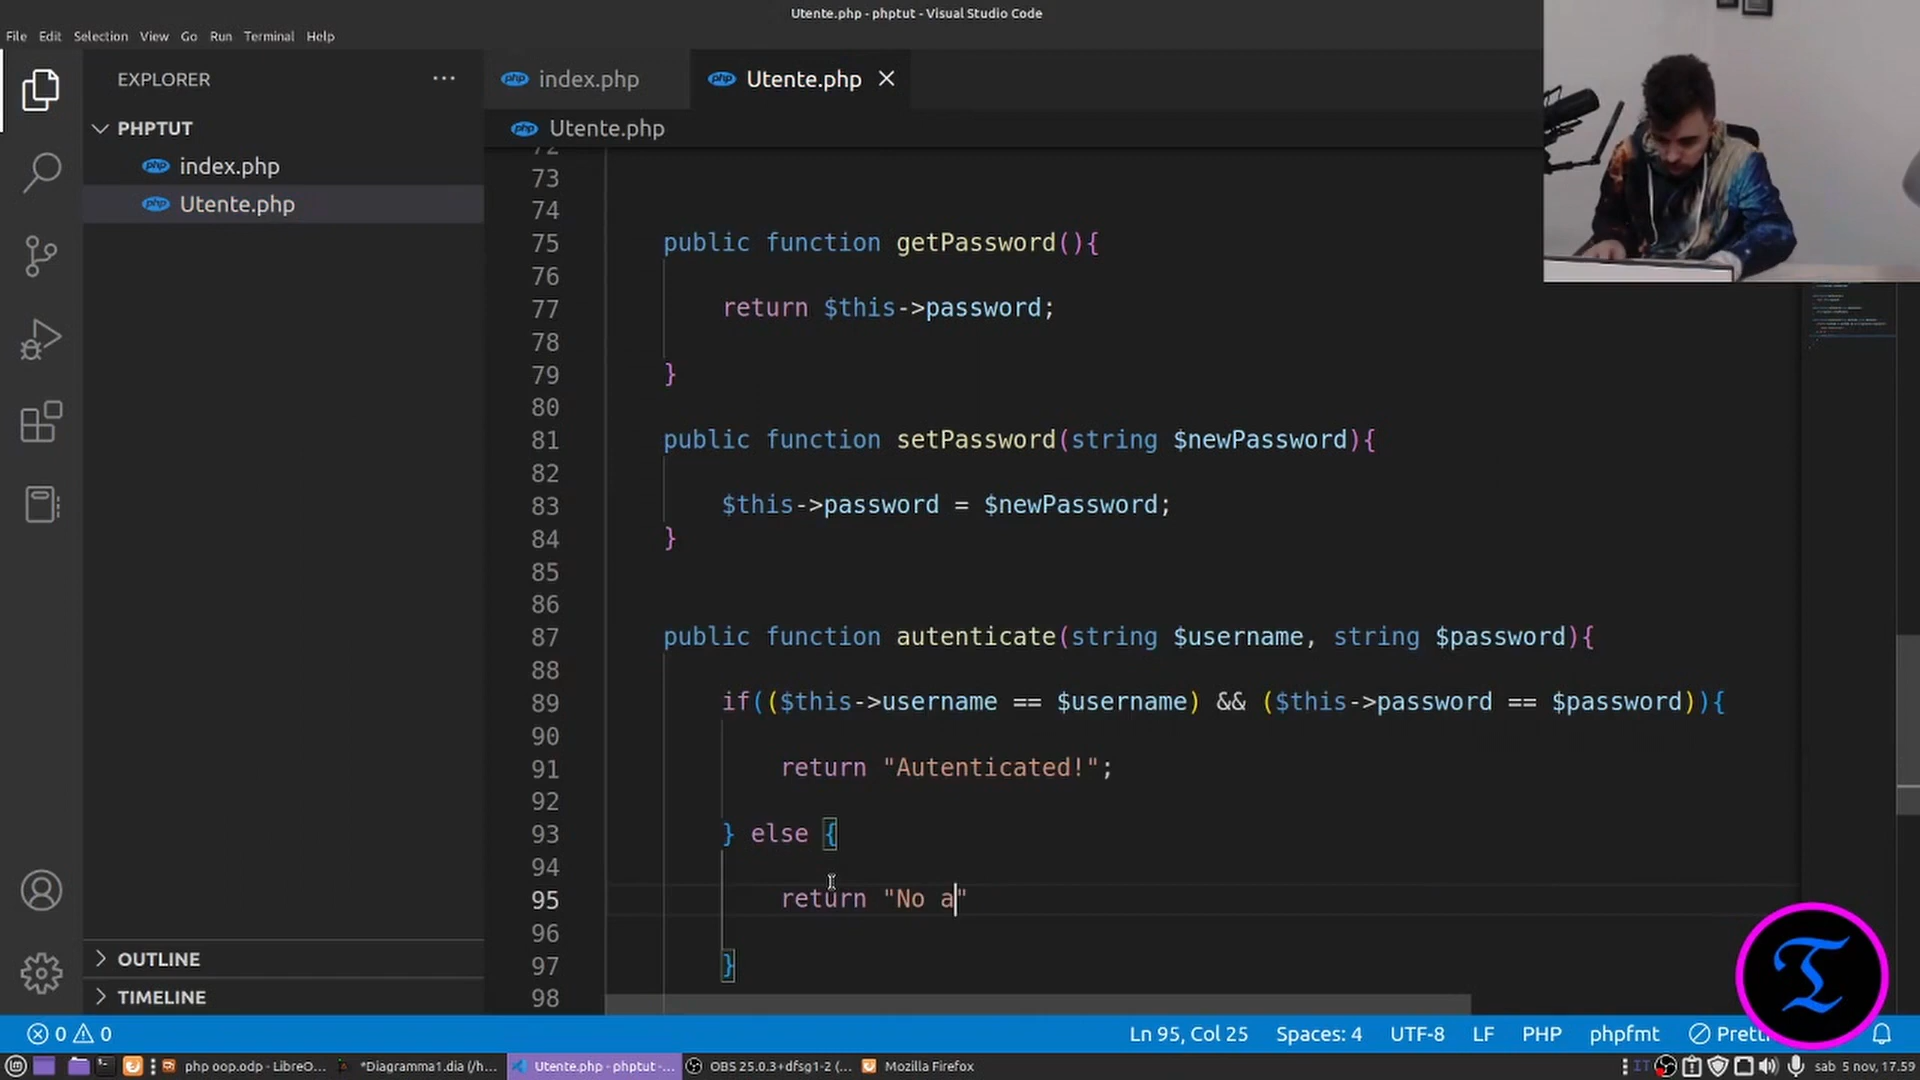 Utente.php - phptut - Visual Studio Code
File Edit Selection View Go Run Terminal Help
EXPLORER ···
index.php
Utente.php
PHPTUT
Utente.php
index.php
Utente.php
72
73
74
75 public function getPassword(){
76
77 return $this->password;
78
79 }
80
81 public function setPassword(string $newPassword){
82
83 $this->password = $newPassword;
84 }
85
86
87 public function autenticate(string $username, string $password){
88
89 if(($this->username == $username) && ($this->password == $password)){
90
91 return "Autenticated!";
92
93 } else {
94
95 return "No a"
96
97 }
98
OUTLINE
TIMELINE
0 0 Ln 95, Col 25 Spaces: 4 UTF-8 LF PHP phpfmt
php oop.odp - LibreO... *Diagramma1.dia (/h... Utente.php - phptut -... OBS 25.0.3+dfsg1-2 (... Mozilla Firefox IT sab 5 nov, 17.59